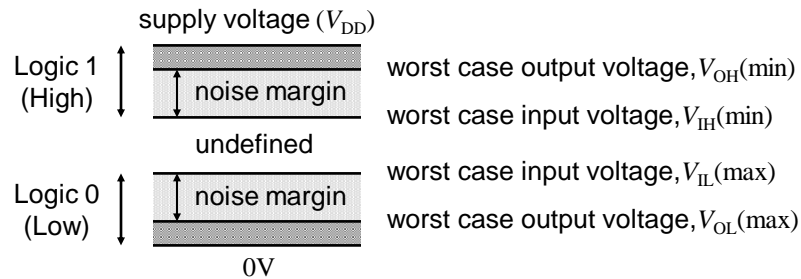 supply voltage (VDD)
Logic 1
(High)
noise margin
worst case output voltage,VOH(min)
worst case input voltage,VIH(min)
undefined
Logic 0
(Low)
noise margin
worst case input voltage,VIL(max)
worst case output voltage,VOL(max)
0V